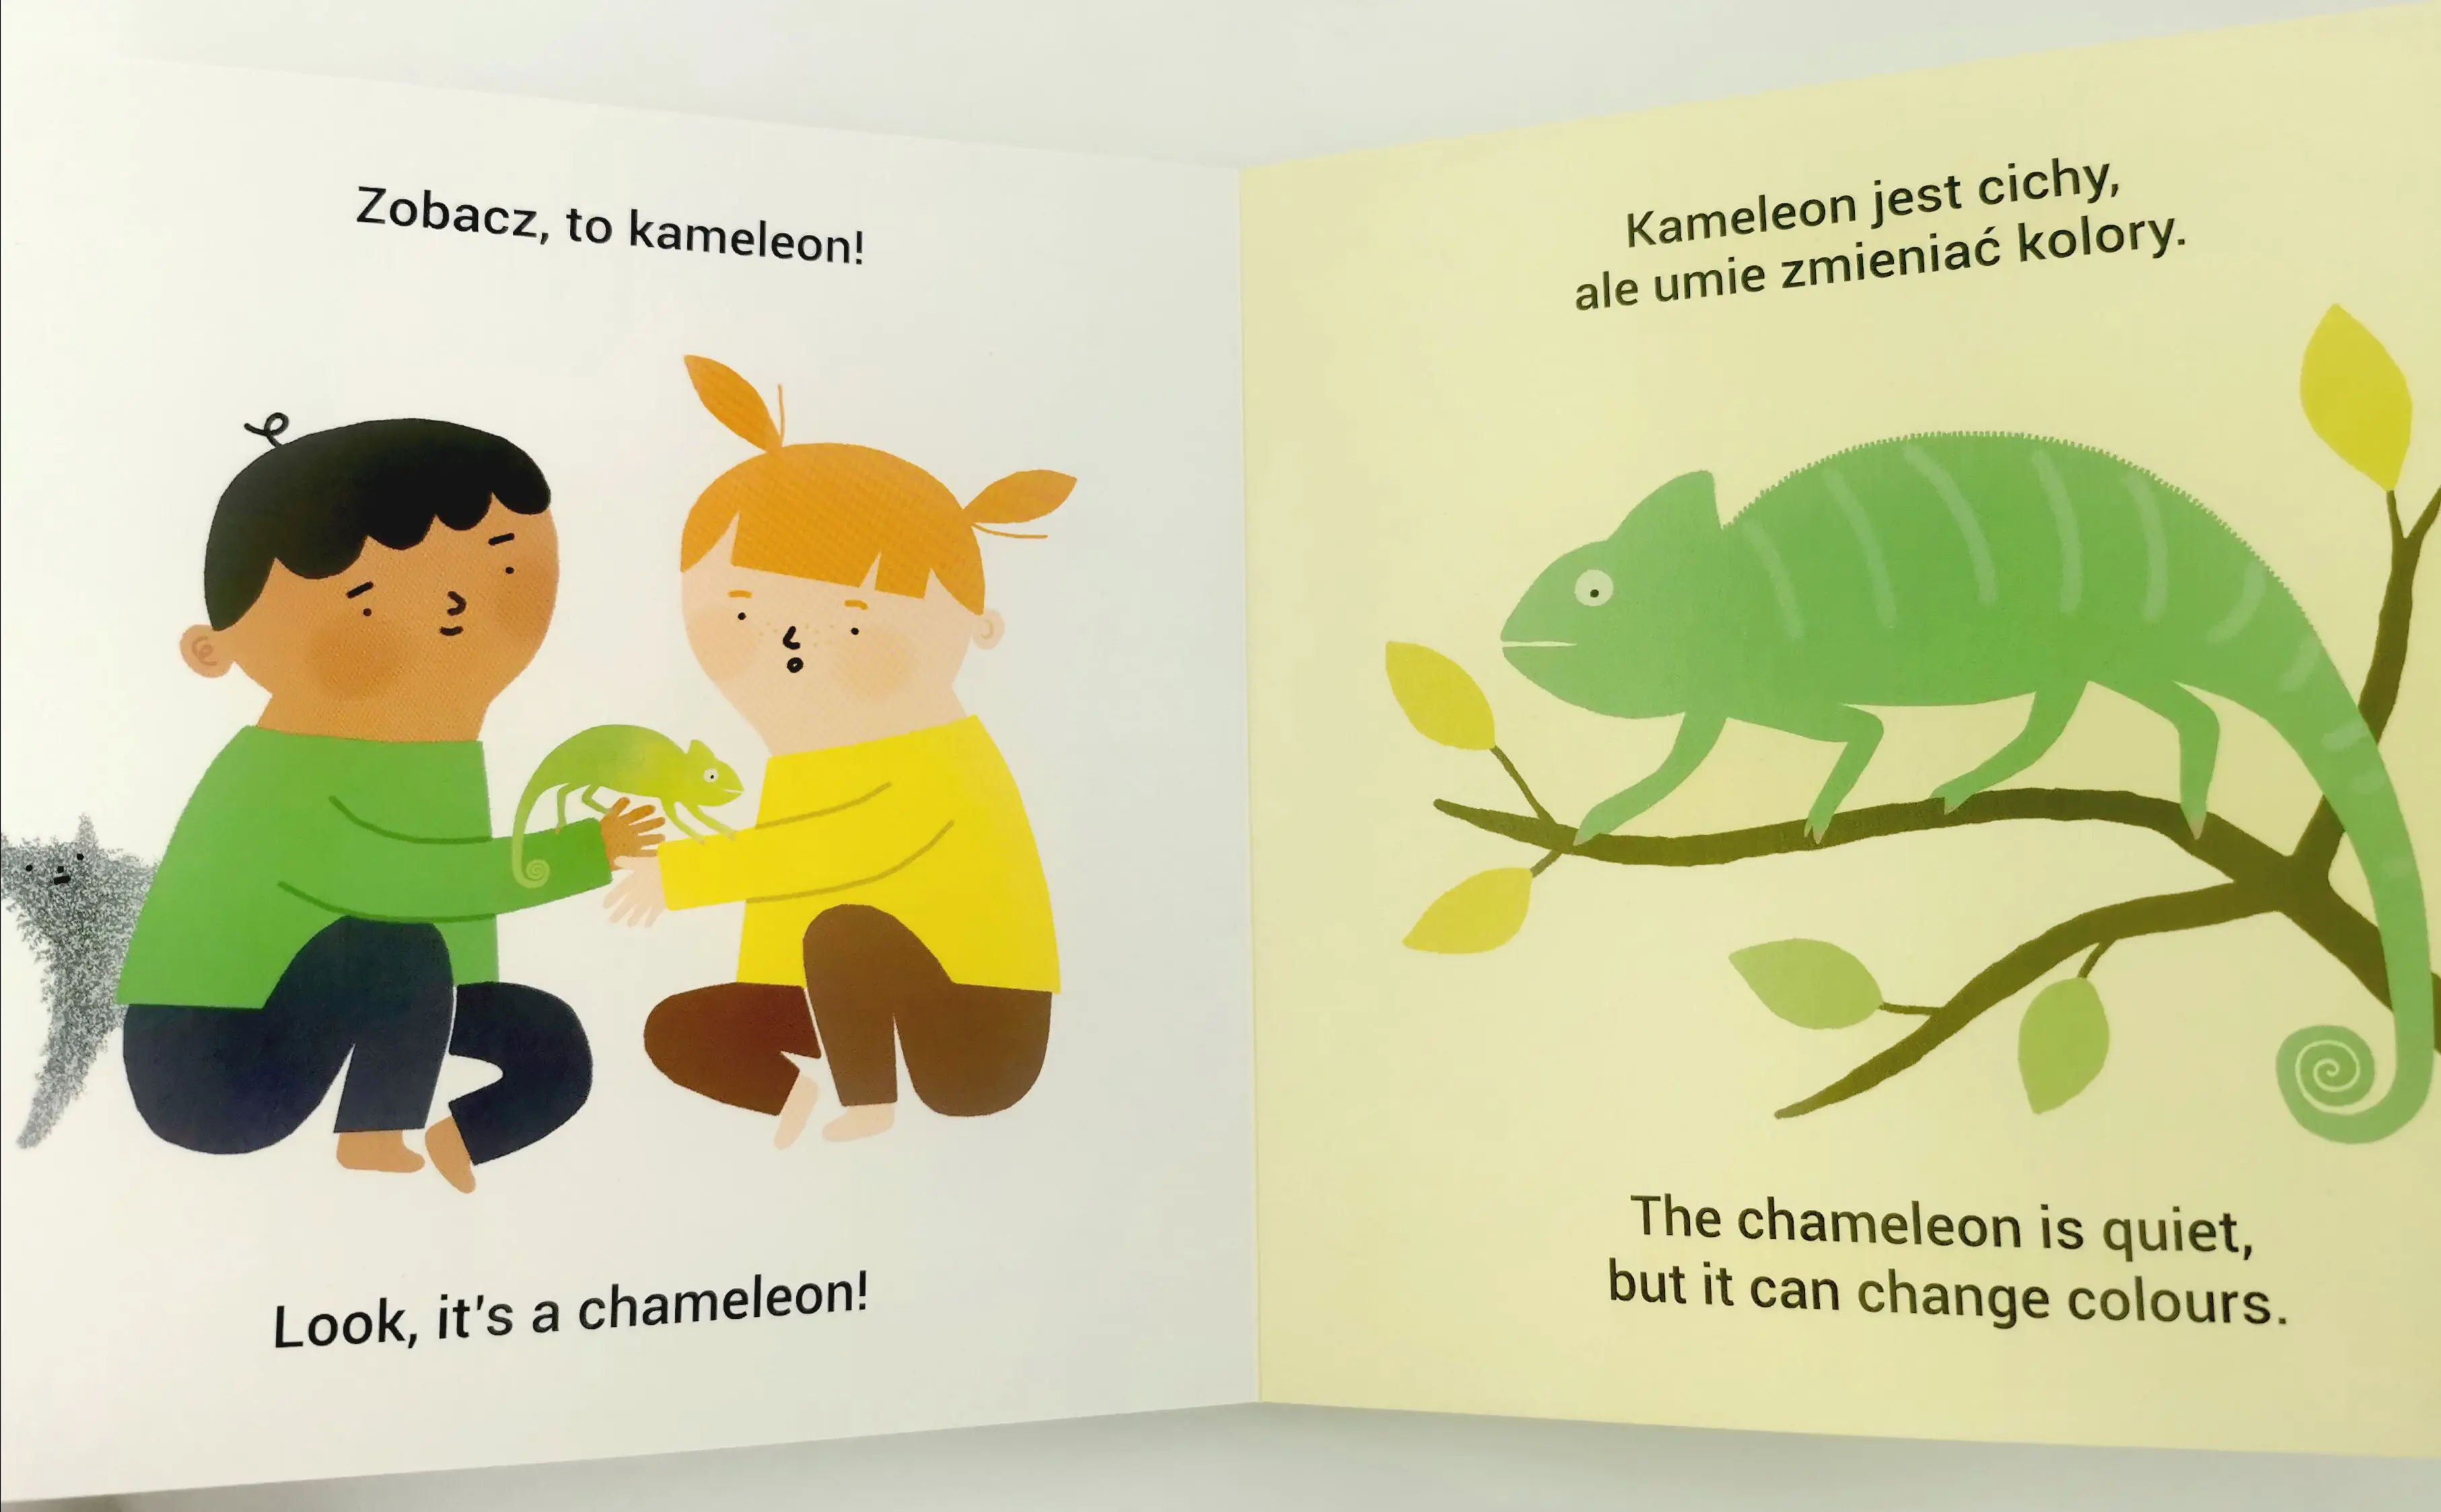 Zobacz, to kameleon!
Look, it's a chameleon!
Kameleon jest cichy,
ale umie zmieniać kolory.
The chameleon is quiet,
but it can change colours.